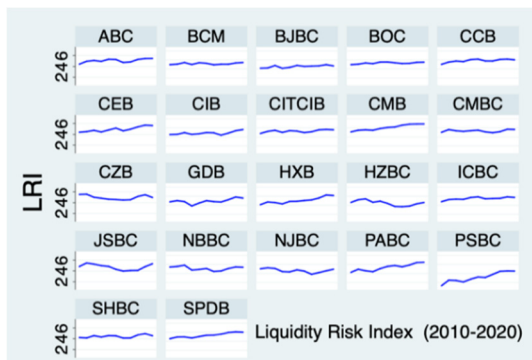 ABC BCM BJBC BOC CCB
246
CEB CIB CITCIB CMB CMBC
246
CZB GDB HXB HZBC ICBC
246
JSBC NBBC NJBC PABC PSBC
246
SHBC SPDB
246
LRI
Liquidity Risk Index (2010-2020)